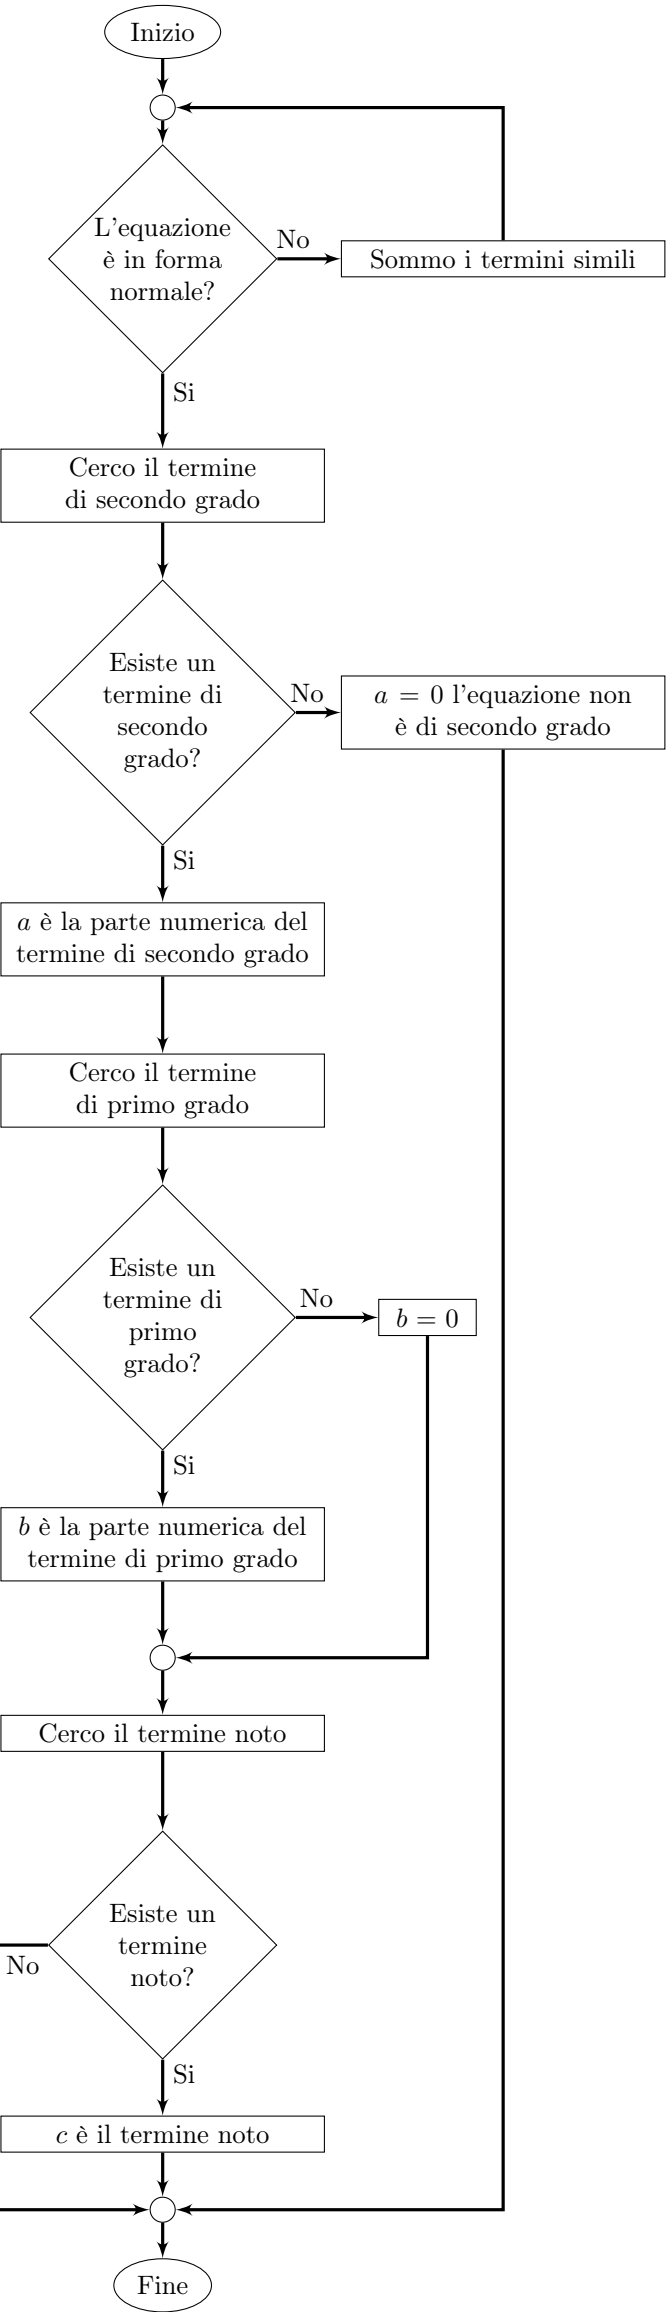 Inizio
L'equazione
è in forma
normale?
No
Sommo i termini simili
Si
Cerco il termine
di secondo grado
Esiste un
termine di
secondo
grado?
No
a = 0 l'equazione non
è di secondo grado
Si
a è la parte numerica del
termine di secondo grado
Cerco il termine
di primo grado
Esiste un
termine di
primo
grado?
No
b = 0
Si
b è la parte numerica del
termine di primo grado
Cerco il termine noto
Esiste un
termine
noto?
No
Si
c è il termine noto
Fine